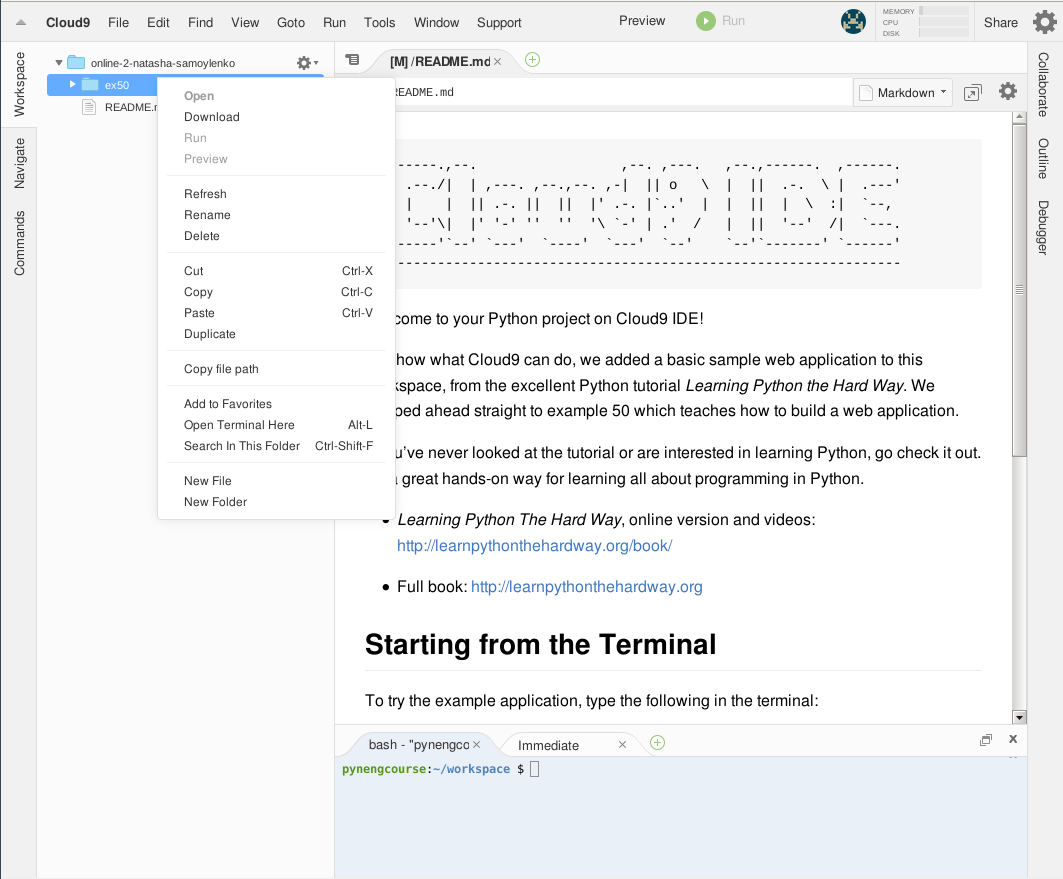 Cloud9 File Edit Find View Goto Run Tools Window Support Preview Run MEMORY CPU DISK Share
Workspace
Navigate
Commands
online-2-natasha-samoylenko
ex50
README.
Open
Download
Run
Preview
Refresh
Rename
Delete
Cut Ctrl-X
Copy Ctrl-C
Paste Ctrl-V
Duplicate
Copy file path
Add to Favorites
Open Terminal Here Alt-L
Search In This Folder Ctrl-Shift-F
New File
New Folder
[M] /README.md
README.md
Markdown
-----.,--.                  ,--. ,---.   ,--.,------.  ,------.
.--./|  | ,---. ,--.,--. ,-|  || o   \  |  ||  .-.  \ |  .---'
|    |  || .-. ||  ||  |' .-. |`..'  |  |  ||  |  \  :|  `--,
'--'\|  |' '-' ''  ''  '\ `-' | .'  /   |  ||  '--'  /|  `---.
-----'`--' `---'  `----'  `---'  `--'    `--'`-------' `------'
-----------------------------------------------------------------
come to your Python project on Cloud9 IDE!
how what Cloud9 can do, we added a basic sample web application to this
kspace, from the excellent Python tutorial Learning Python the Hard Way. We
ped ahead straight to example 50 which teaches how to build a web application.
u've never looked at the tutorial or are interested in learning Python, go check it out.
a great hands-on way for learning all about programming in Python.
• Learning Python The Hard Way, online version and videos:
http://learnpythonthehardway.org/book/
• Full book: http://learnpythonthehardway.org
Starting from the Terminal
To try the example application, type the following in the terminal:
bash - "pynengco Immediate
pynengcourse:~/workspace $
Collaborate
Outline
Debugger